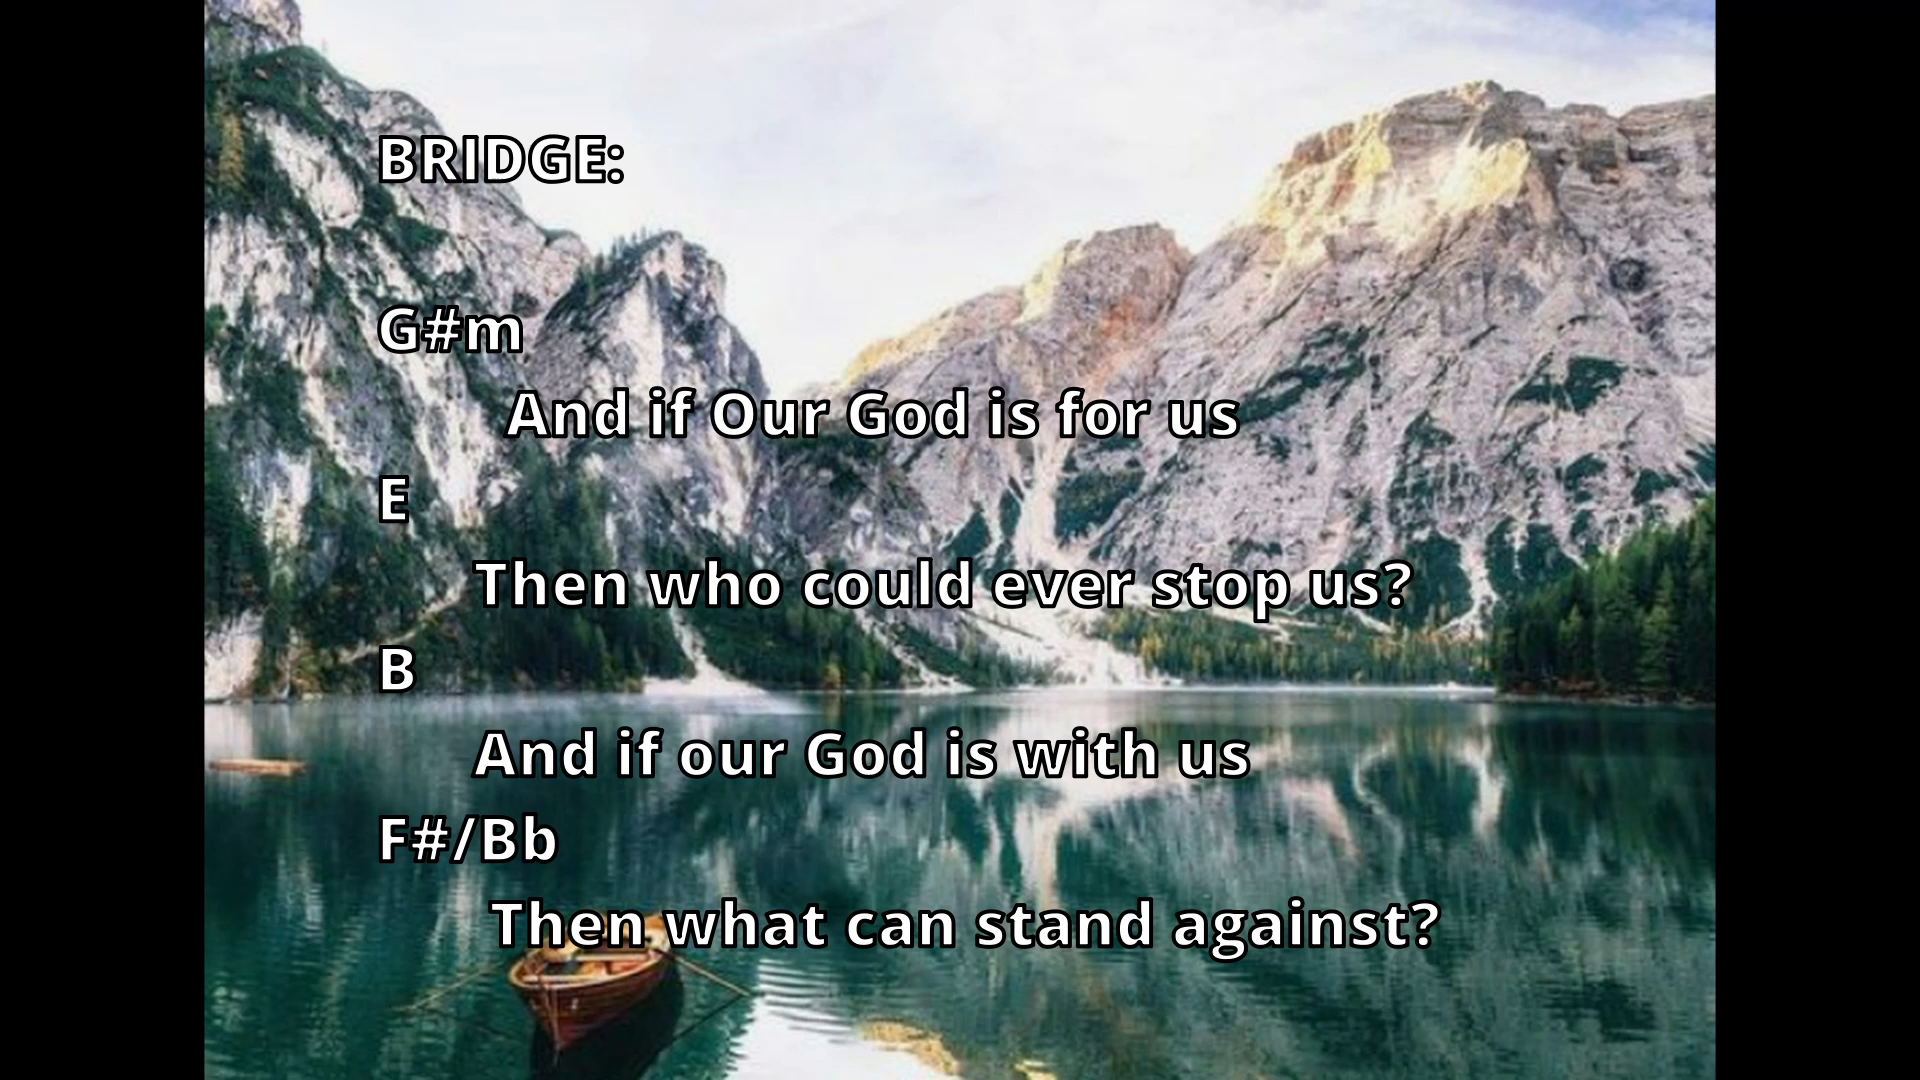 BRIDGE:
G#m
And if Our God is for us
E
Then who could ever stop us?
B
And if our God is with us
F#/Bb
Then what can stand against?